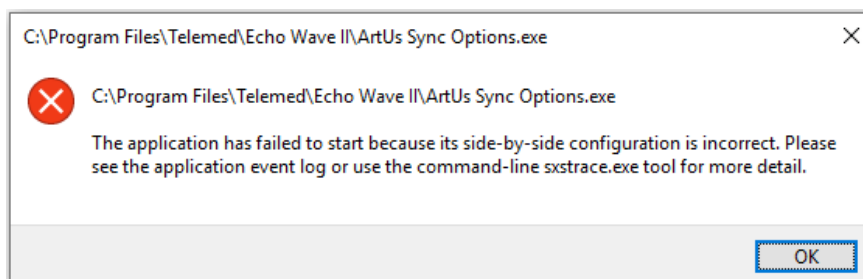 C:\Program Files\Telemed\Echo Wave II\ArtUs Sync Options.exe
C:\Program Files\Telemed\Echo Wave II\ArtUs Sync Options.exe
The application has failed to start because its side-by-side configuration is incorrect. Please
see the application event log or use the command-line sxstrace.exe tool for more detail.
OK